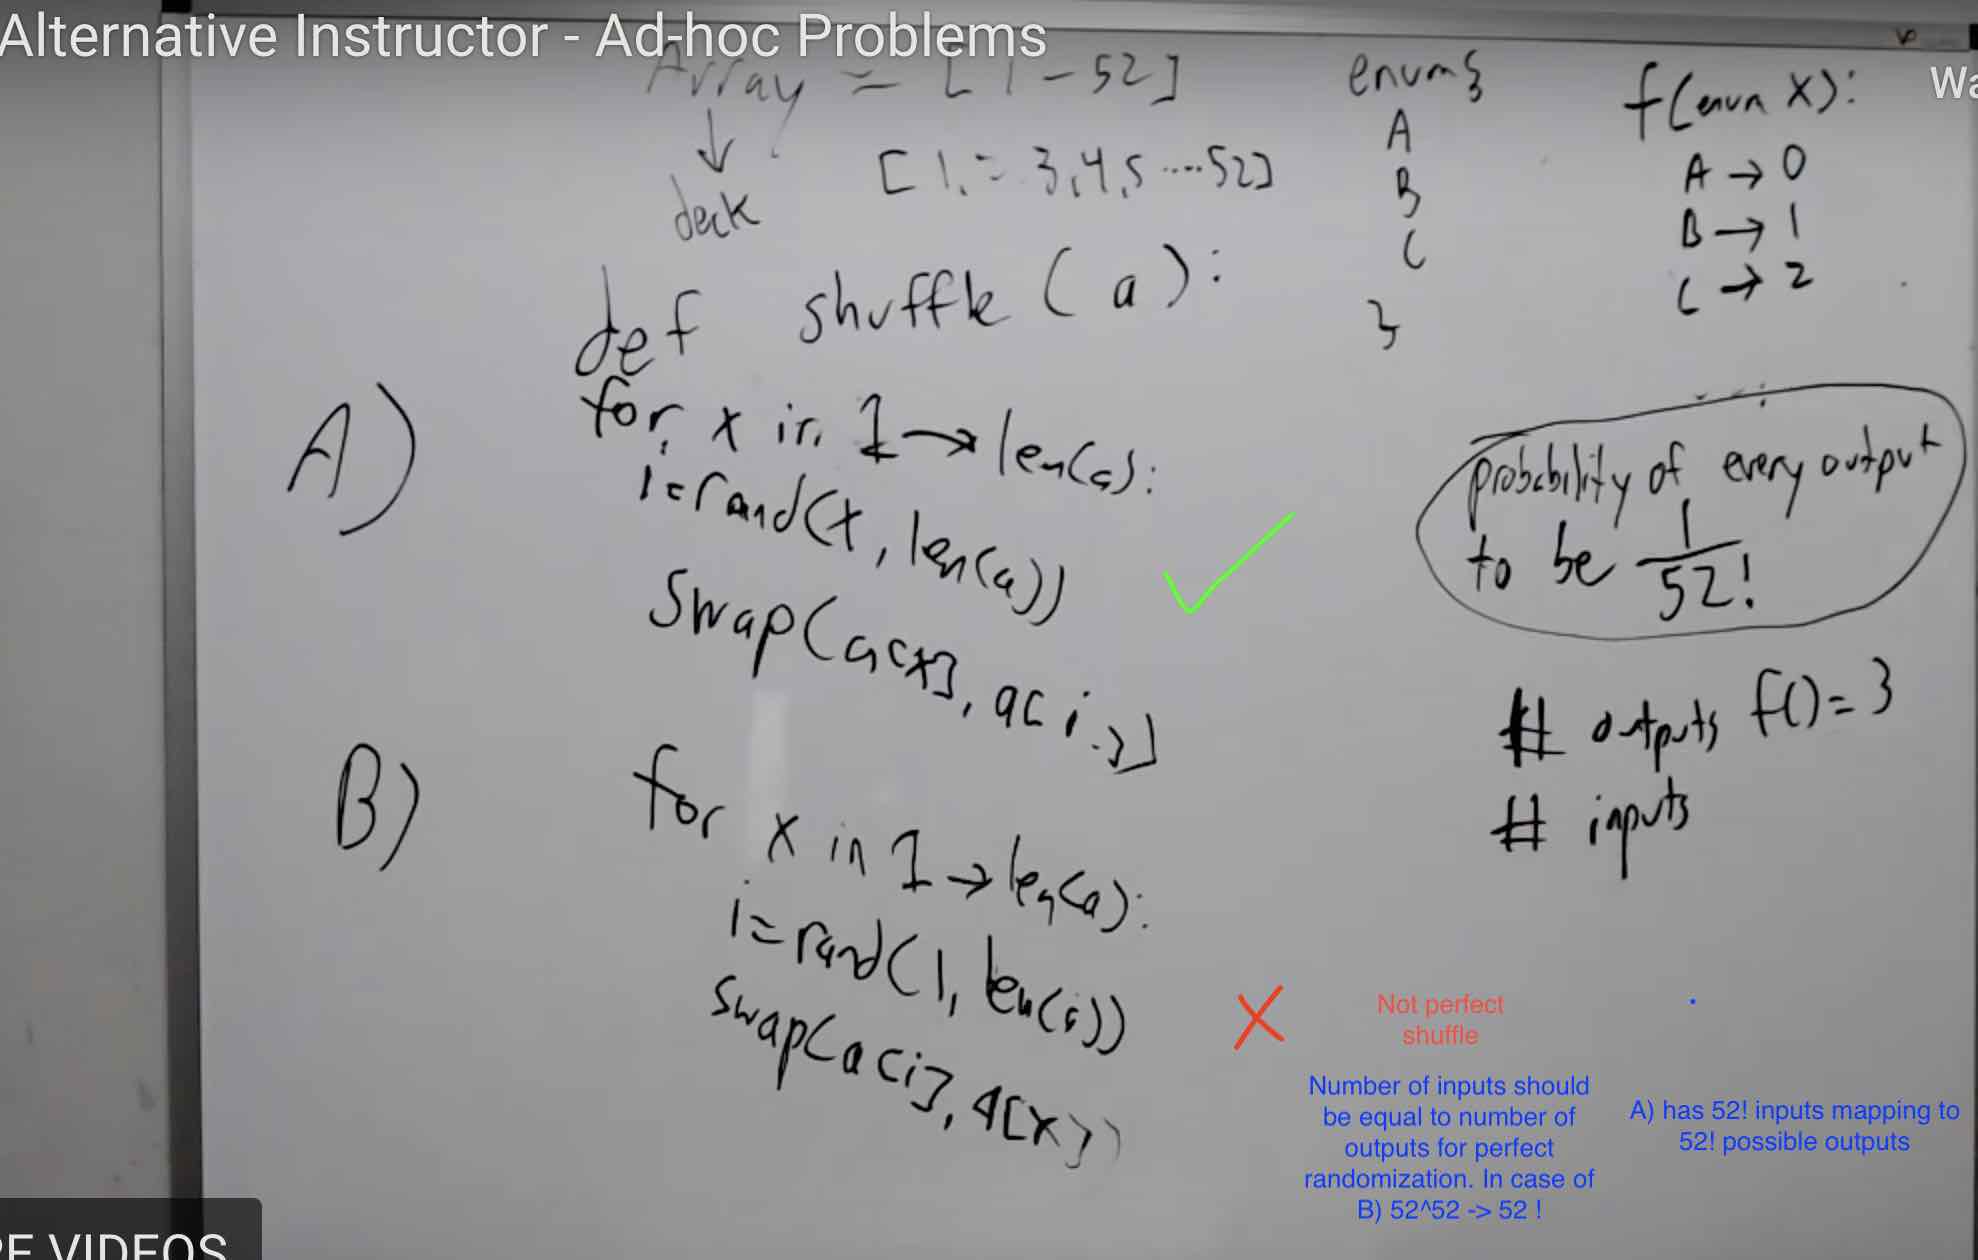 Alternative Instructor - Ad-hoc Problems
Wa
Array = [1-52]
deck
[1, 3,4,5....52]
enum{
A
B
C
}
f(enum x):
A → 0
B → 1
C → 2
def shuffle (a):
A)
for x in 1 → len(a):
i=rand(x, len(a))
Swap(a[x], a[i])
B)
for x in 1 → len(a):
i=rand(1, len(a))
swap(a[i], a[x])
probability of every output
to be 1/52!
# outputs f()=3
# inputs
Not perfect
shuffle
Number of inputs should
be equal to number of
outputs for perfect
randomization. In case of
B) 52^52 -> 52 !
A) has 52! inputs mapping to
52! possible outputs
RE VIDEOS